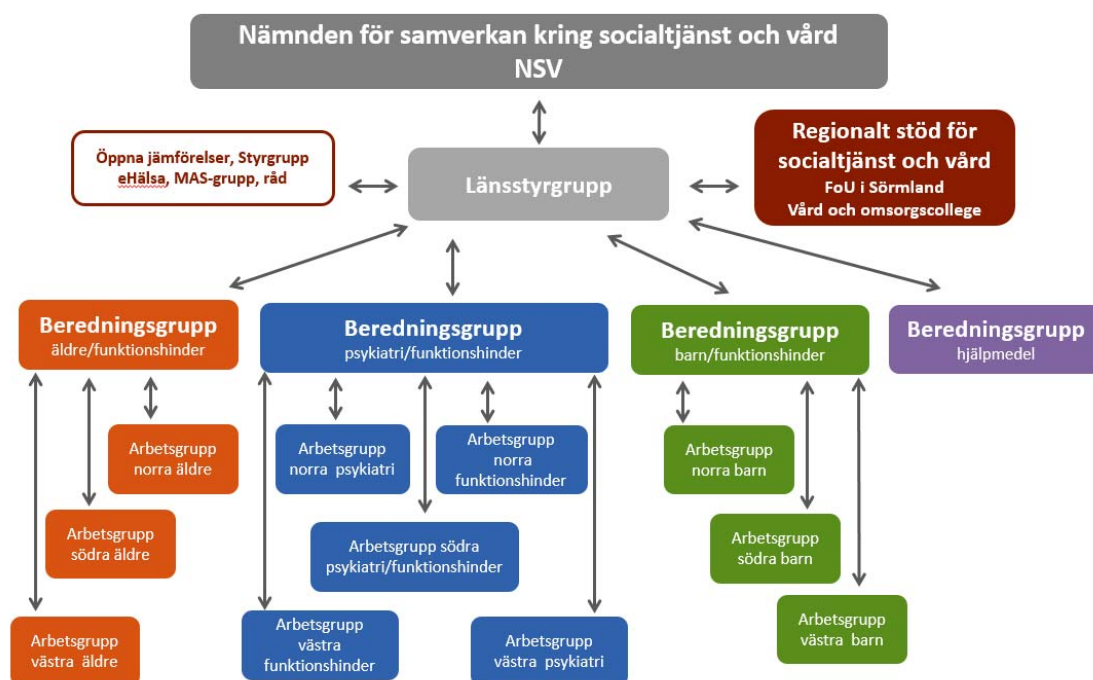 Nämnden för samverkan kring socialtjänst och vård
NSV
Öppna jämförelser, Styrgrupp
eHälsa, MAS-grupp, råd
Länsstyrgrupp
Regionalt stöd för
socialtjänst och vård
FoU i Sörmland
Vård och omsorgscollege
Beredningsgrupp
äldre/funktionshinder
Beredningsgrupp
psykiatri/funktionshinder
Beredningsgrupp
barn/funktionshinder
Beredningsgrupp
hjälpmedel
Arbetsgrupp
norra äldre
Arbetsgrupp
norra psykiatri
Arbetsgrupp
norra
funktionshinder
Arbetsgrupp
norra barn
Arbetsgrupp
södra äldre
Arbetsgrupp södra
psykiatri/funktionshinder
Arbetsgrupp
södra barn
Arbetsgrupp
västra äldre
Arbetsgrupp
västra
funktionshinder
Arbetsgrupp
västra psykiatri
Arbetsgrupp
västra barn